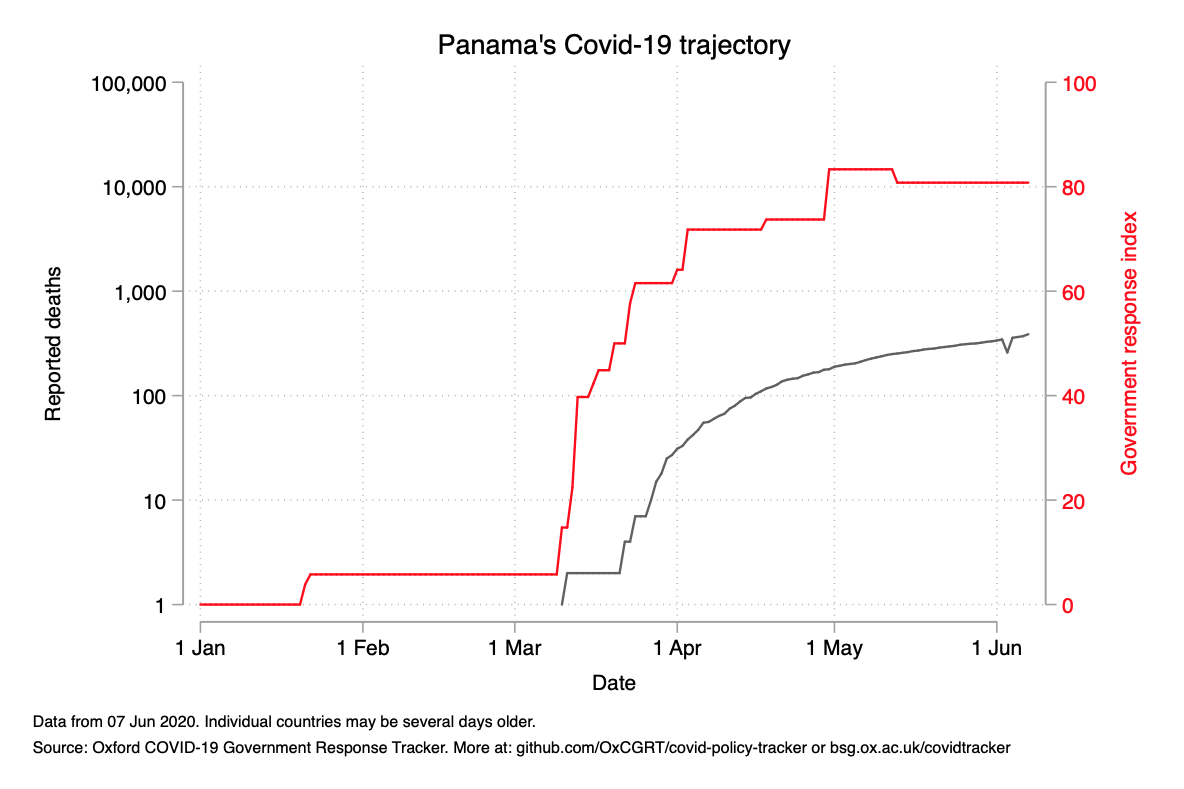 Panama's Covid-19 trajectory
100,000
10,000
1,000
100
10
1
Reported deaths
100
80
60
40
20
0
Government response index
1 Jan 1 Feb 1 Mar 1 Apr 1 May 1 Jun
Date
Data from 07 Jun 2020. Individual countries may be several days older.
Source: Oxford COVID-19 Government Response Tracker. More at: github.com/OxCGRT/covid-policy-tracker or bsg.ox.ac.uk/covidtracker